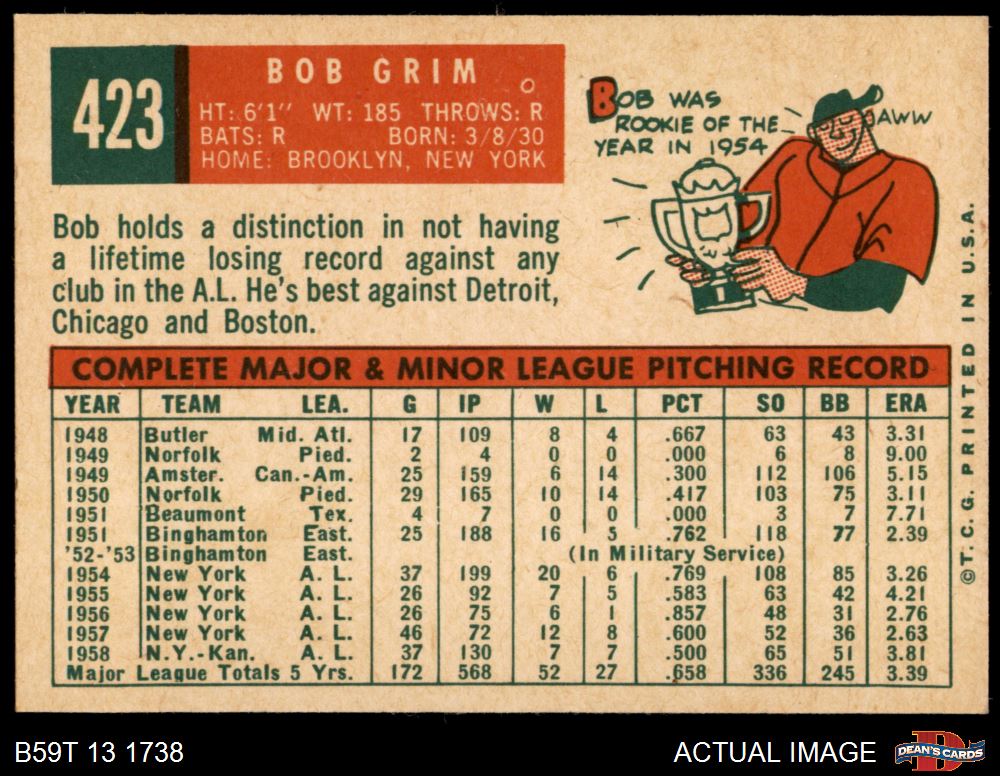 423
BOB GRIM
HT: 6'1" WT: 185 THROWS: R
BATS: R BORN: 3/8/30
HOME: BROOKLYN, NEW YORK
BOB WAS
ROOKIE OF THE
YEAR IN 1954
AWW
Bob holds a distinction in not having
a lifetime losing record against any
club in the A.L. He's best against Detroit,
Chicago and Boston.
COMPLETE MAJOR & MINOR LEAGUE PITCHING RECORD
YEAR TEAM LEA. G IP W L PCT SO BB ERA
1948 Butler Mid. Atl. 17 109 8 4 .667 63 43 3.31
1949 Norfolk Pied. 2 4 0 0 .000 6 8 9.00
1949 Amster. Can.-Am. 25 159 6 14 .300 112 106 5.15
1950 Norfolk Pied. 29 165 10 14 .417 103 75 3.11
1951 Beaumont Tex. 4 7 0 0 .000 3 7 7.71
1951 Binghamton East. 25 188 16 5 .762 118 77 2.39
'52-'53 Binghamton East. (In Military Service)
1954 New York A. L. 37 199 20 6 .769 108 85 3.26
1955 New York A. L. 26 92 7 5 .583 63 42 4.21
1956 New York A. L. 26 75 6 1 .857 48 31 2.76
1957 New York A. L. 46 72 12 8 .600 52 36 2.63
1958 N.Y.-Kan. A. L. 37 130 7 7 .500 65 51 3.81
Major League Totals 5 Yrs. 172 568 52 27 .658 336 245 3.39
©T.C.G. PRINTED IN U.S.A.
B59T 13 1738
ACTUAL IMAGE
DEAN'S CARDS